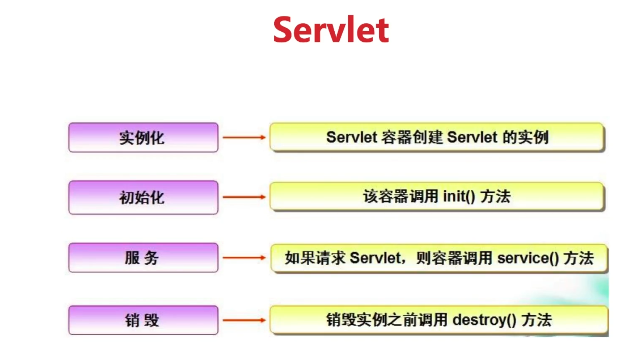 Servlet
实例化
Servlet 容器创建 Servlet 的实例
初始化
该容器调用 init() 方法
服 务
如果请求 Servlet，则容器调用 service() 方法
销 毁
销毁实例之前调用 destroy() 方法